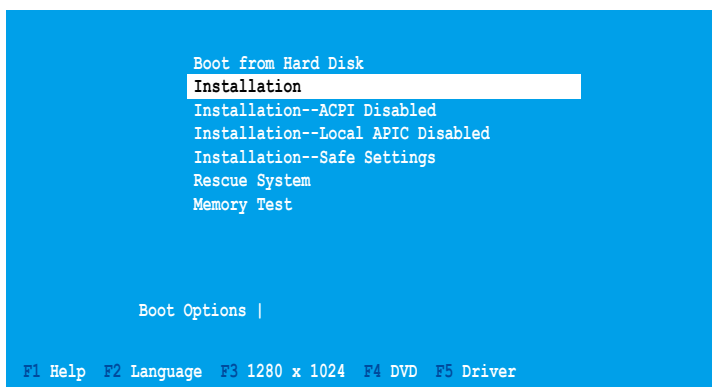 Boot from Hard Disk
Installation
Installation--ACPI Disabled
Installation--Local APIC Disabled
Installation--Safe Settings
Rescue System
Memory Test
Boot Options |
F1 Help F2 Language F3 1280 x 1024 F4 DVD F5 Driver